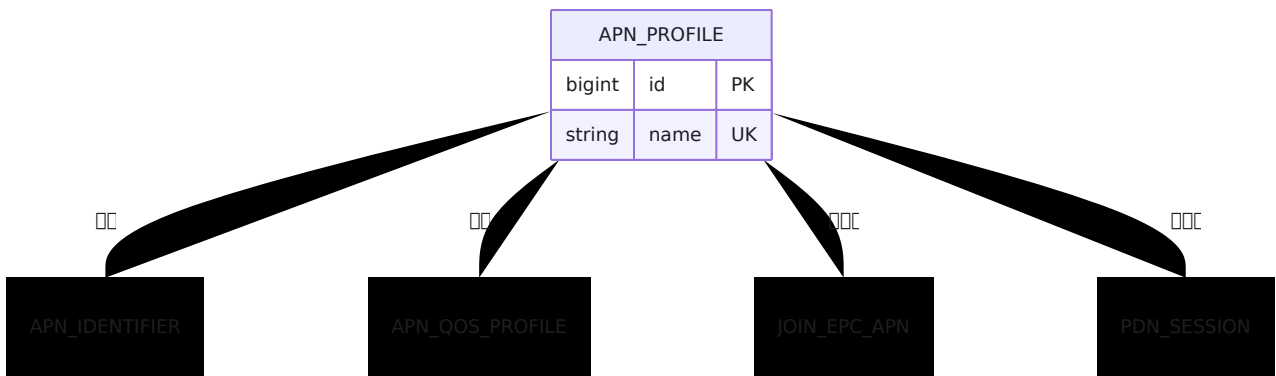 APN_PROFILE
bigint id PK
string name UK
APN_IDENTIFIER
APN_QOS_PROFILE
JOIN_EPC_APN
PDN_SESSION